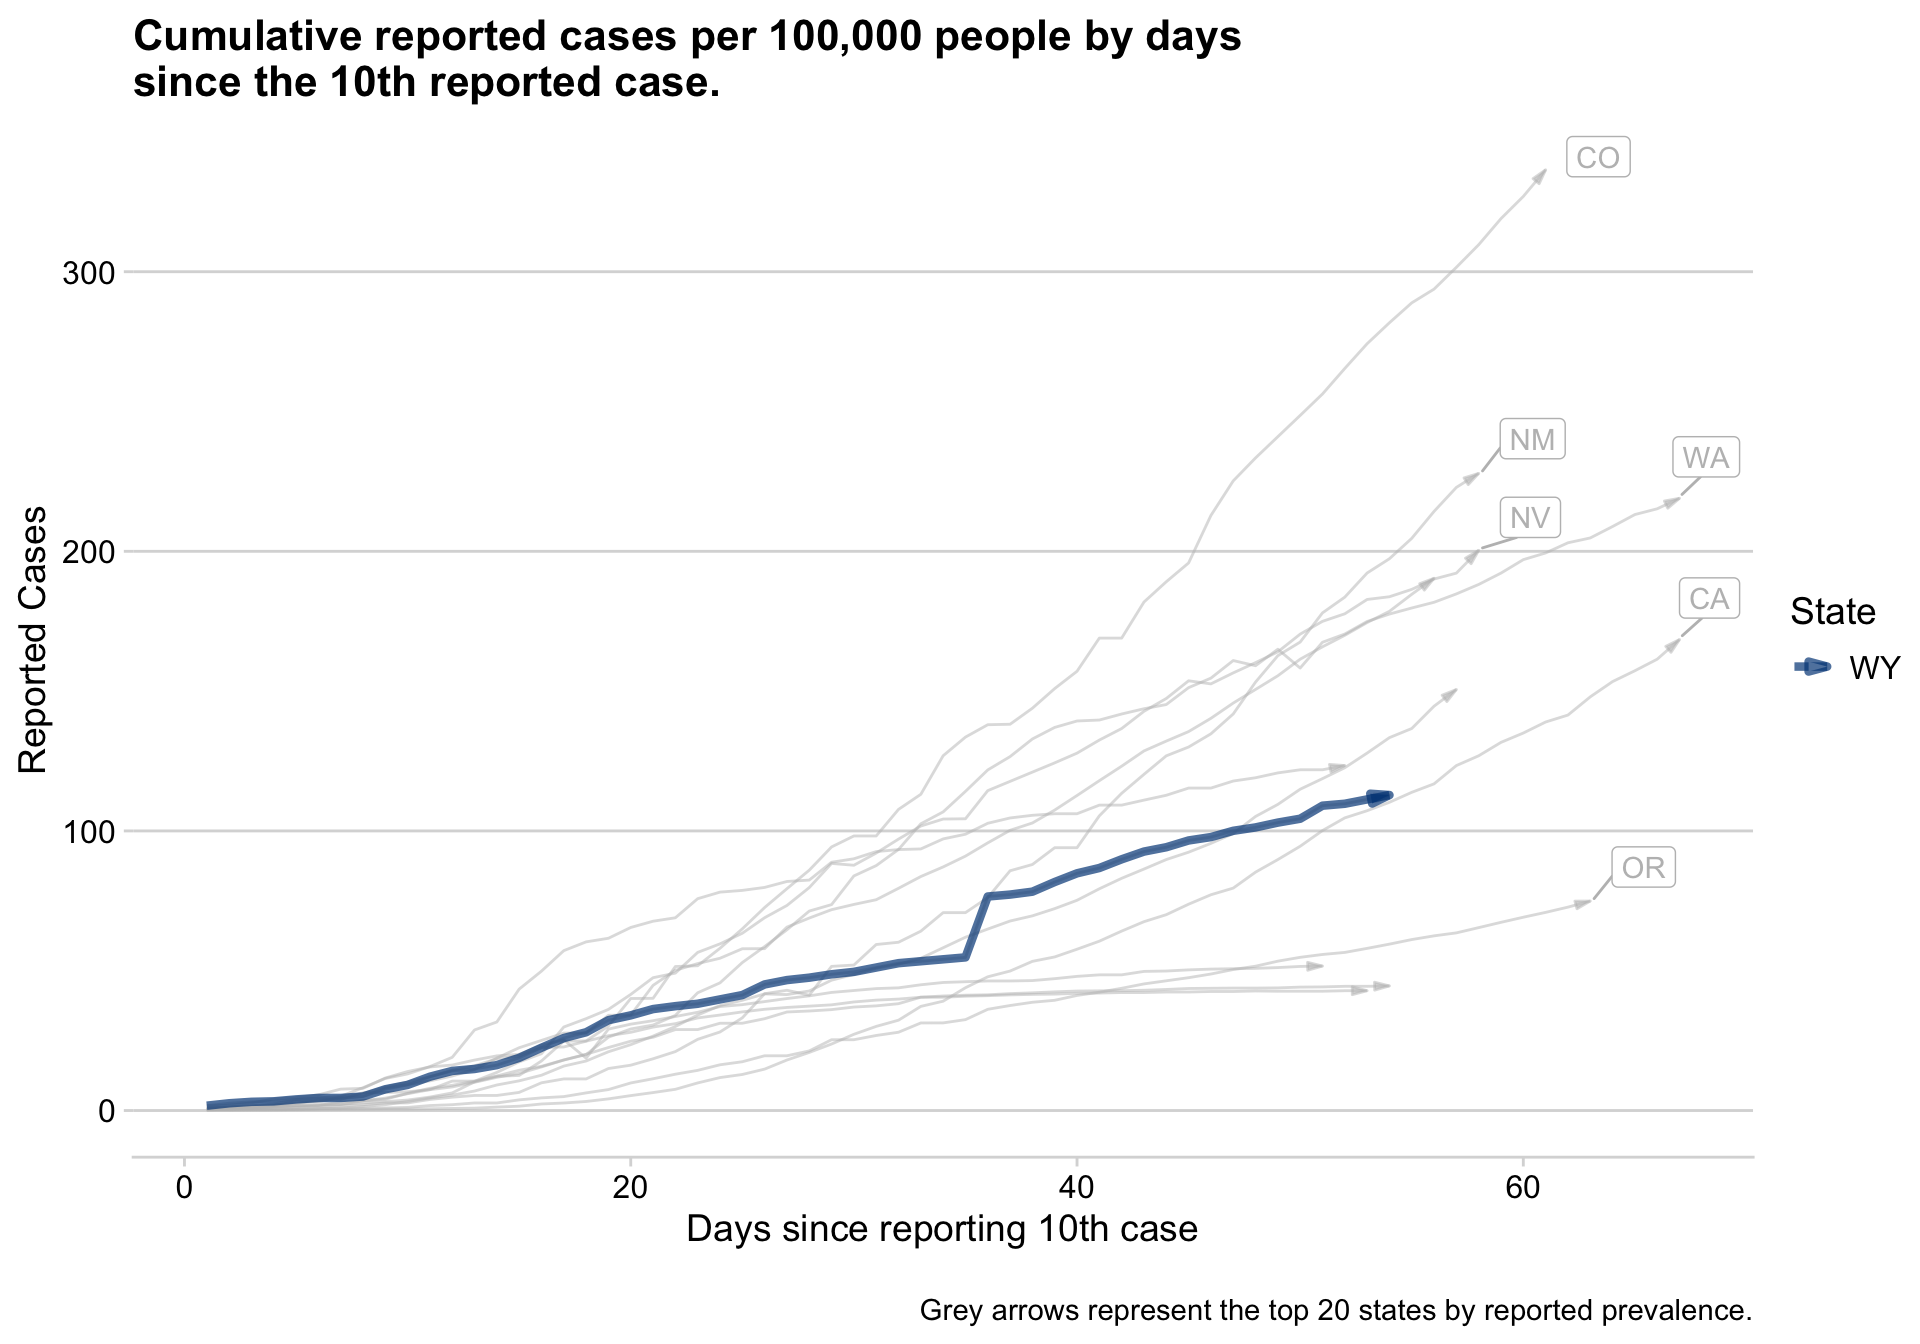 Cumulative reported cases per 100,000 people by days
since the 10th reported case.
CO
300
NM
WA
NV
200
CA
Reported Cases
State
WY
100
OR
0
0 20 40 60
Days since reporting 10th case
Grey arrows represent the top 20 states by reported prevalence.